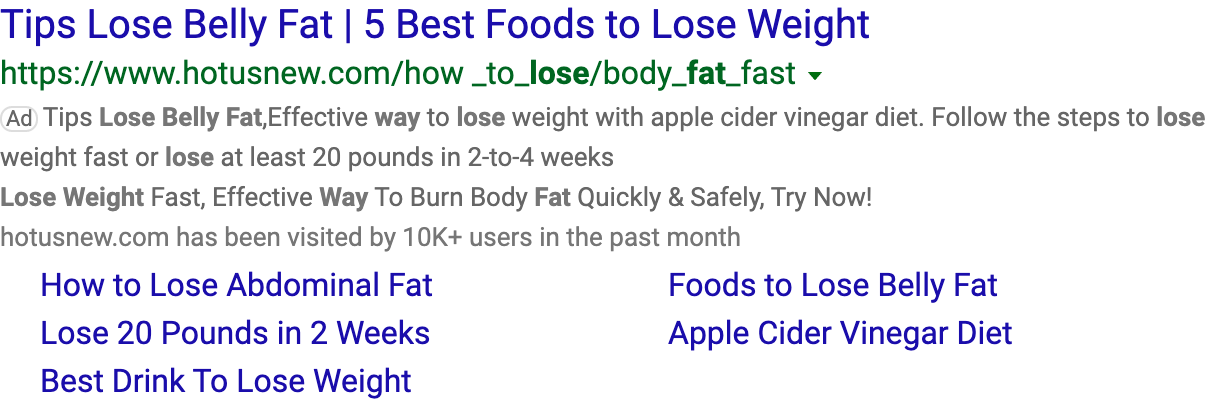 Tips Lose Belly Fat | 5 Best Foods to Lose Weight
https://www.hotusnew.com/how _to_lose/body_fat_fast
Ad Tips Lose Belly Fat,Effective way to lose weight with apple cider vinegar diet. Follow the steps to lose
weight fast or lose at least 20 pounds in 2-to-4 weeks
Lose Weight Fast, Effective Way To Burn Body Fat Quickly & Safely, Try Now!
hotusnew.com has been visited by 10K+ users in the past month
How to Lose Abdominal Fat
Foods to Lose Belly Fat
Lose 20 Pounds in 2 Weeks
Apple Cider Vinegar Diet
Best Drink To Lose Weight